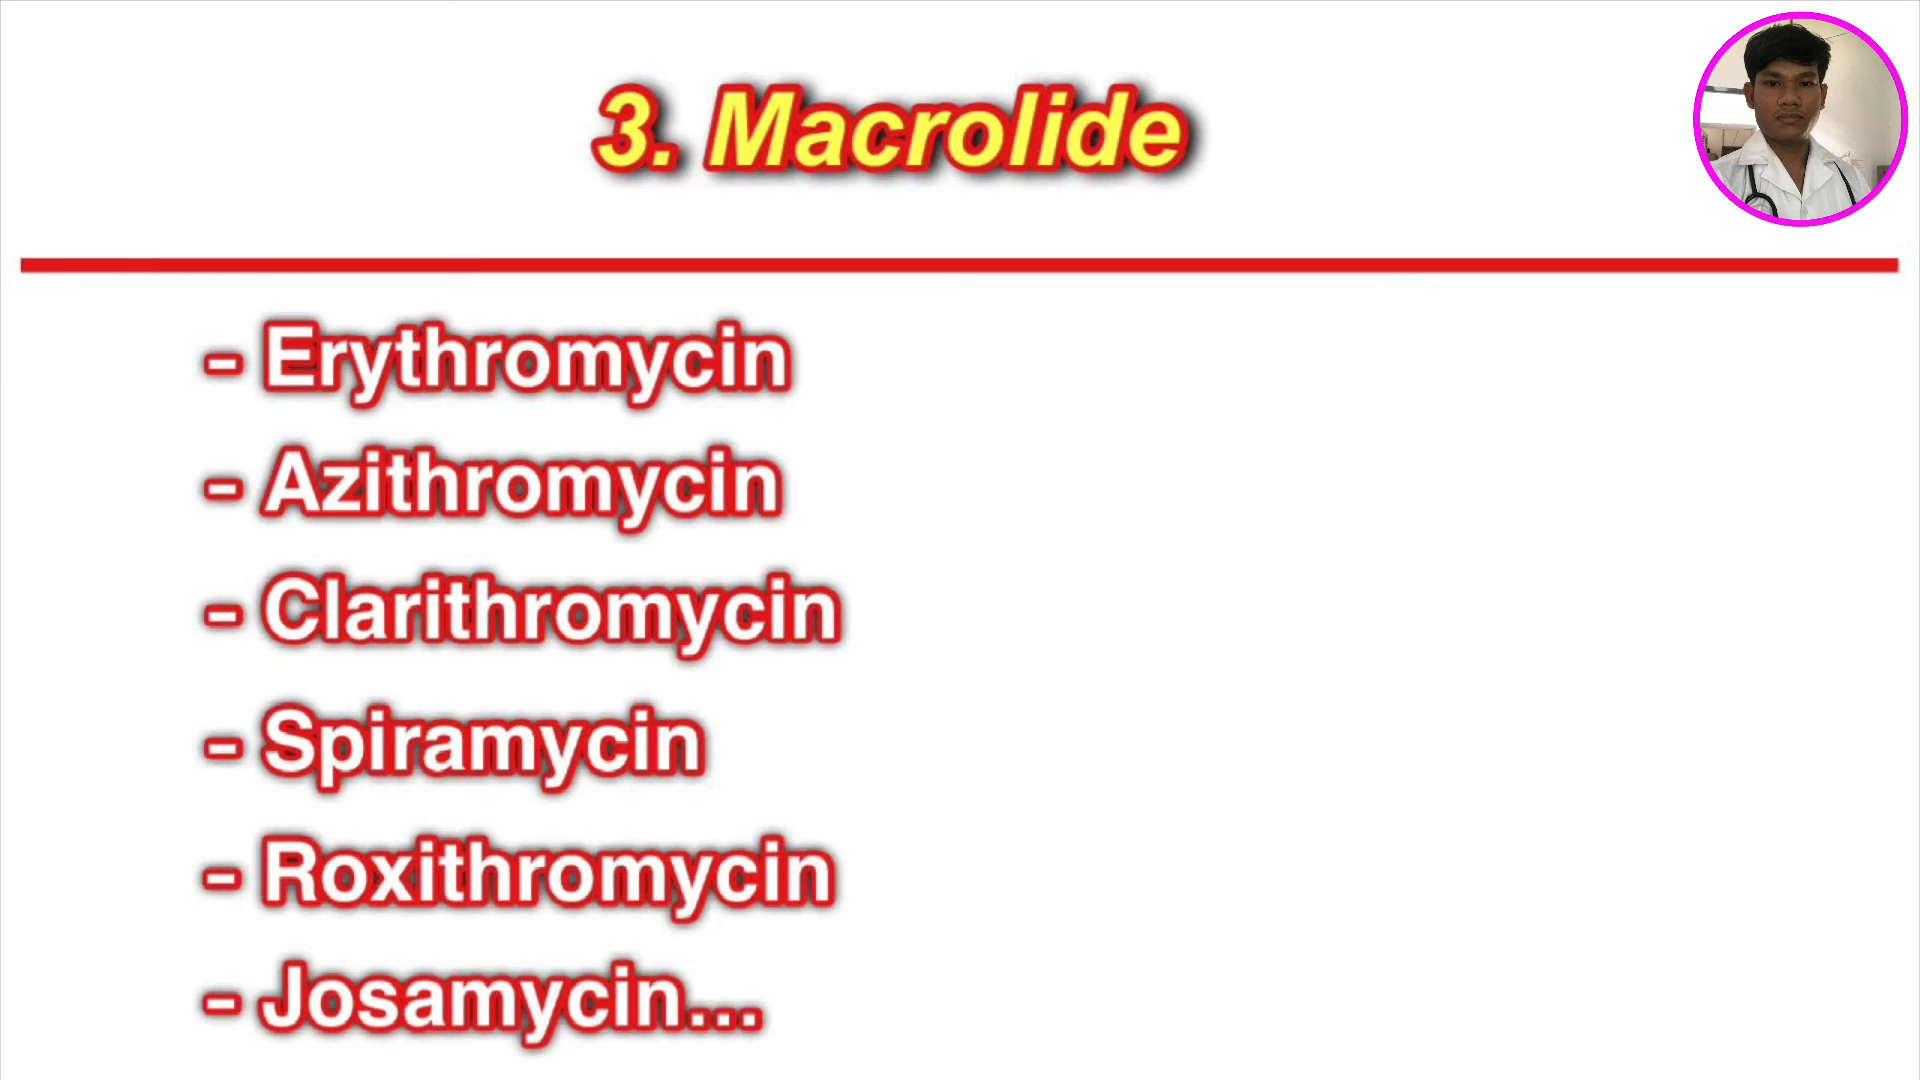 3. Macrolide
- Erythromycin
- Azithromycin
- Clarithromycin
- Spiramycin
- Roxithromycin
- Josamycin...